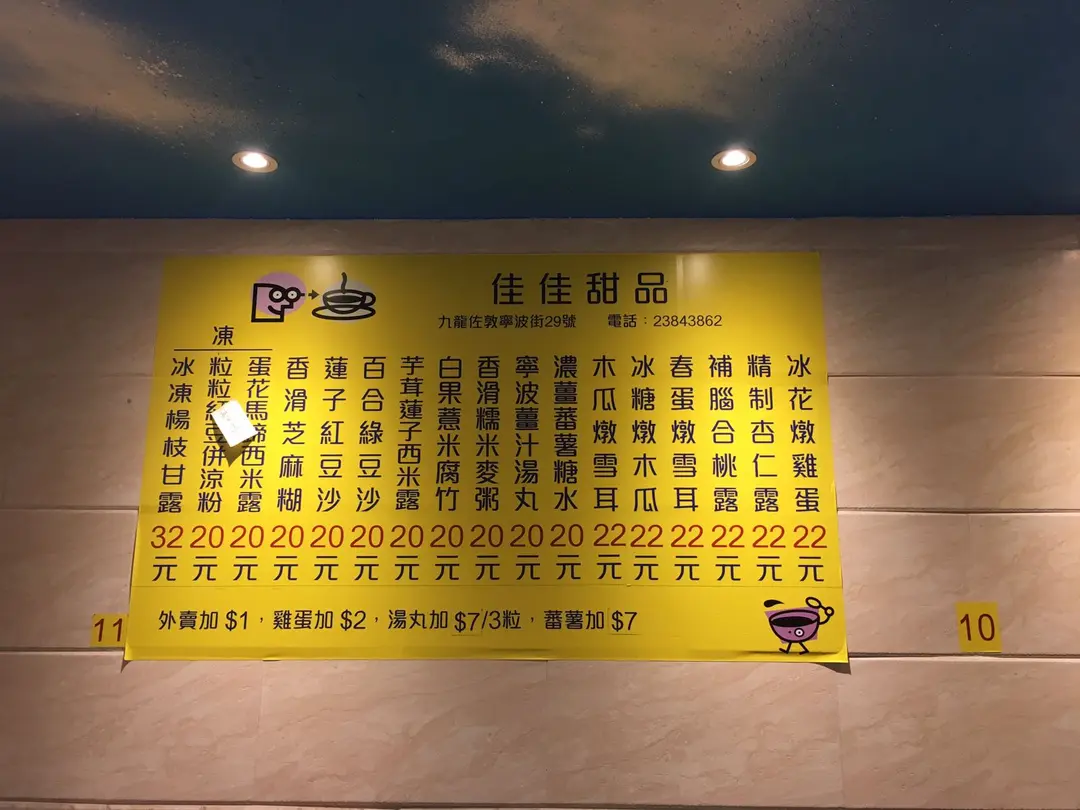 佳佳甜品
九龍佐敦寧波街29號 電話：23843862
冰花燉雞蛋 22元
精制杏仁露 22元
補腦合桃露 22元
春蛋燉雪耳 22元
冰糖燉木瓜 22元
木瓜燉雪耳 22元
濃薑蕃薯糖水 20元
寧波薑汁湯丸 20元
香滑糯米麥粥 20元
白果薏米腐竹 20元
芋茸蓮子西米露 20元
百合綠豆沙 20元
蓮子紅豆沙 20元
香滑芝麻糊 20元
凍
蛋花馬蹄西米露 20元
粒粒紅豆併涼粉 20元
冰凍楊枝甘露 32元
外賣加 $1，雞蛋加 $2，湯丸加 $7/3粒，蕃薯加 $7
11
10